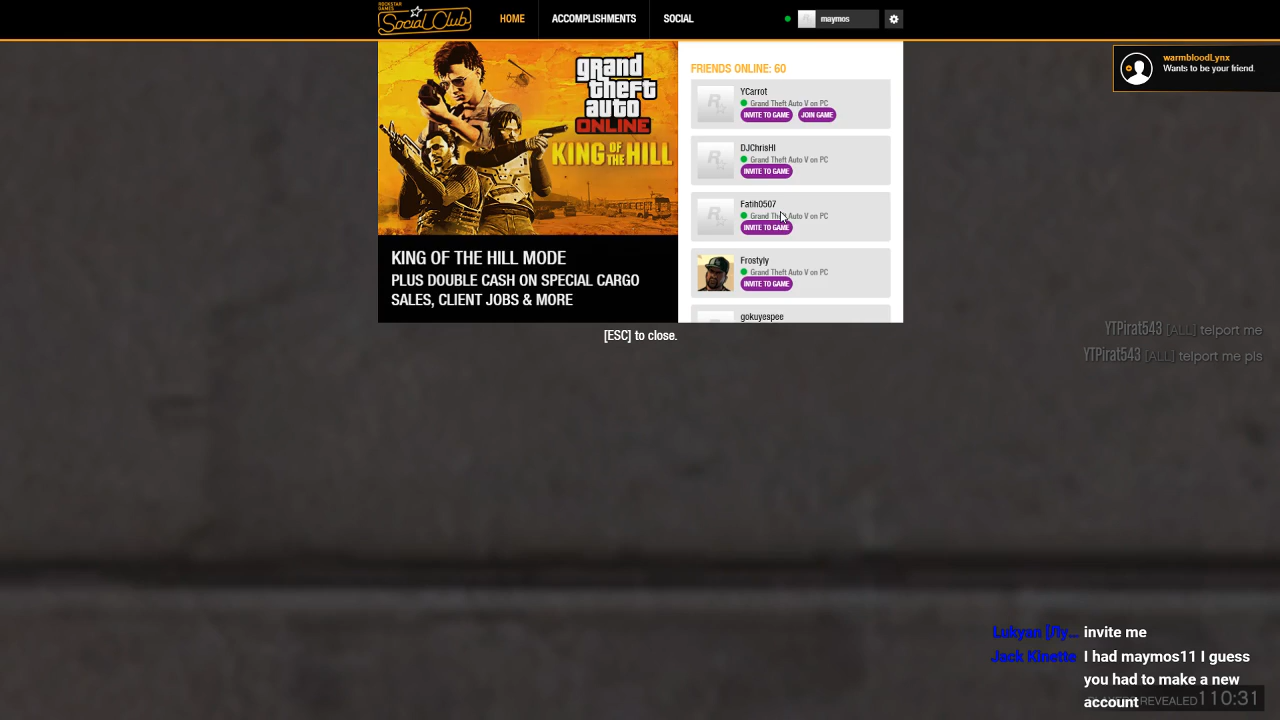 ROCKSTAR GAMES
Social Club
HOME
ACCOMPLISHMENTS
SOCIAL
maymos
grand
theft
auto
ONLINE
KING OF THE HILL
KING OF THE HILL MODE
PLUS DOUBLE CASH ON SPECIAL CARGO
SALES, CLIENT JOBS & MORE
FRIENDS ONLINE: 60
YCarrot
Grand Theft Auto V on PC
INVITE TO GAME JOIN GAME
DJChrisHI
Grand Theft Auto V on PC
INVITE TO GAME
Fatih0507
Grand Theft Auto V on PC
INVITE TO GAME
Frostyly
Grand Theft Auto V on PC
INVITE TO GAME
gokuyespee
[ESC] to close.
warmbloodLynx
Wants to be your friend.
YTPirat543 [ALL] telport me
YTPirat543 [ALL] telport me pls
invite me
Jack Kinette I had maymos11 I guess
you had to make a new
account
REVEALED 110:31